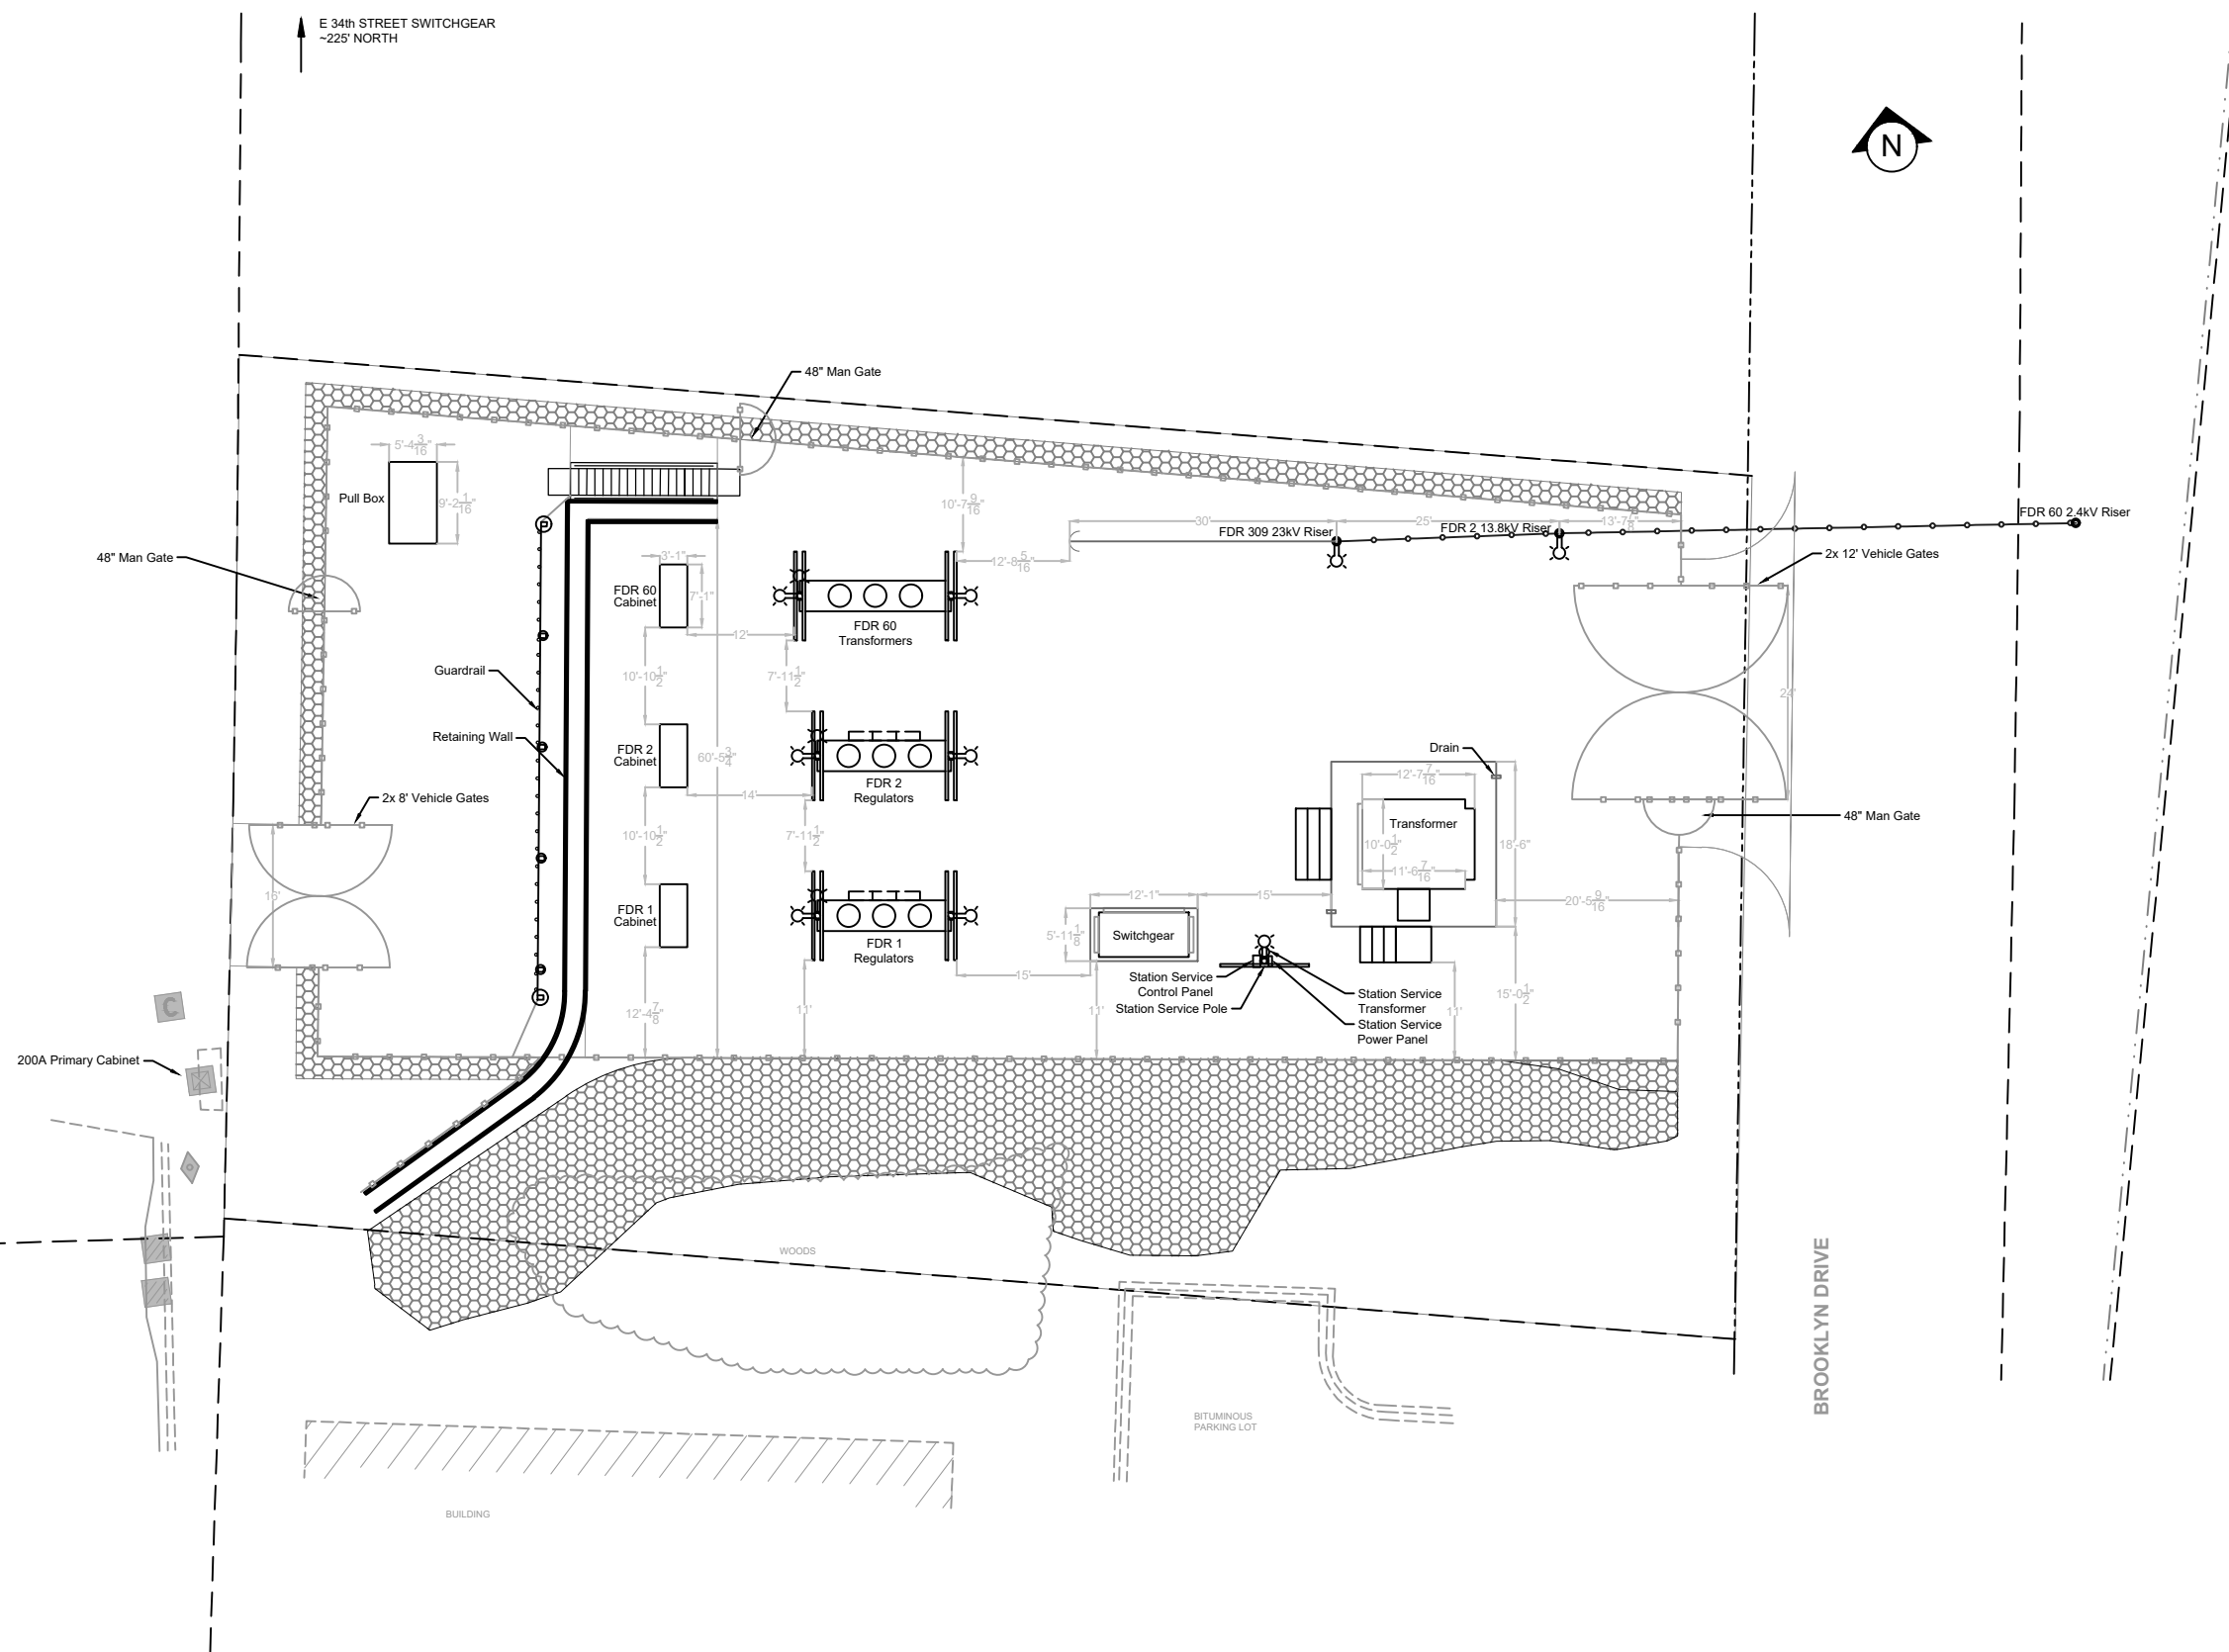 E 34th STREET SWITCHGEAR
~225' NORTH
N
48" Man Gate
5'-4 3/16"
Pull Box
9'-2 1/16"
10'-7 9/16"
30'
25'
13'-7 7/8"
FDR 309 23kV Riser
FDR 2 13.8kV Riser
FDR 60 2.4kV Riser
48" Man Gate
2x 12' Vehicle Gates
3'-1"
12'-8 5/16"
FDR 60
Cabinet
7'-1"
12'
FDR 60
Transformers
Guardrail
10'-10 1/2"
7'-11 1/2"
24'
Retaining Wall
FDR 2
Cabinet
60'-5 3/4"
14'
FDR 2
Regulators
Drain
12'-7 7/16"
2x 8' Vehicle Gates
Transformer
48" Man Gate
10'-10 1/2"
7'-11 1/2"
10'-0 1/2"
18'-6"
11'-6 7/16"
16'
12'-1"
15'
20'-5 9/16"
FDR 1
Cabinet
FDR 1
Regulators
5'-11 1/8"
Switchgear
15'
Station Service
Control Panel
Station Service Pole
Station Service
Transformer
Station Service
Power Panel
C
12'-4 7/8"
11'
11'
11'
15'-0 1/2"
200A Primary Cabinet
WOODS
BROOKLYN DRIVE
BITUMINOUS
PARKING LOT
BUILDING